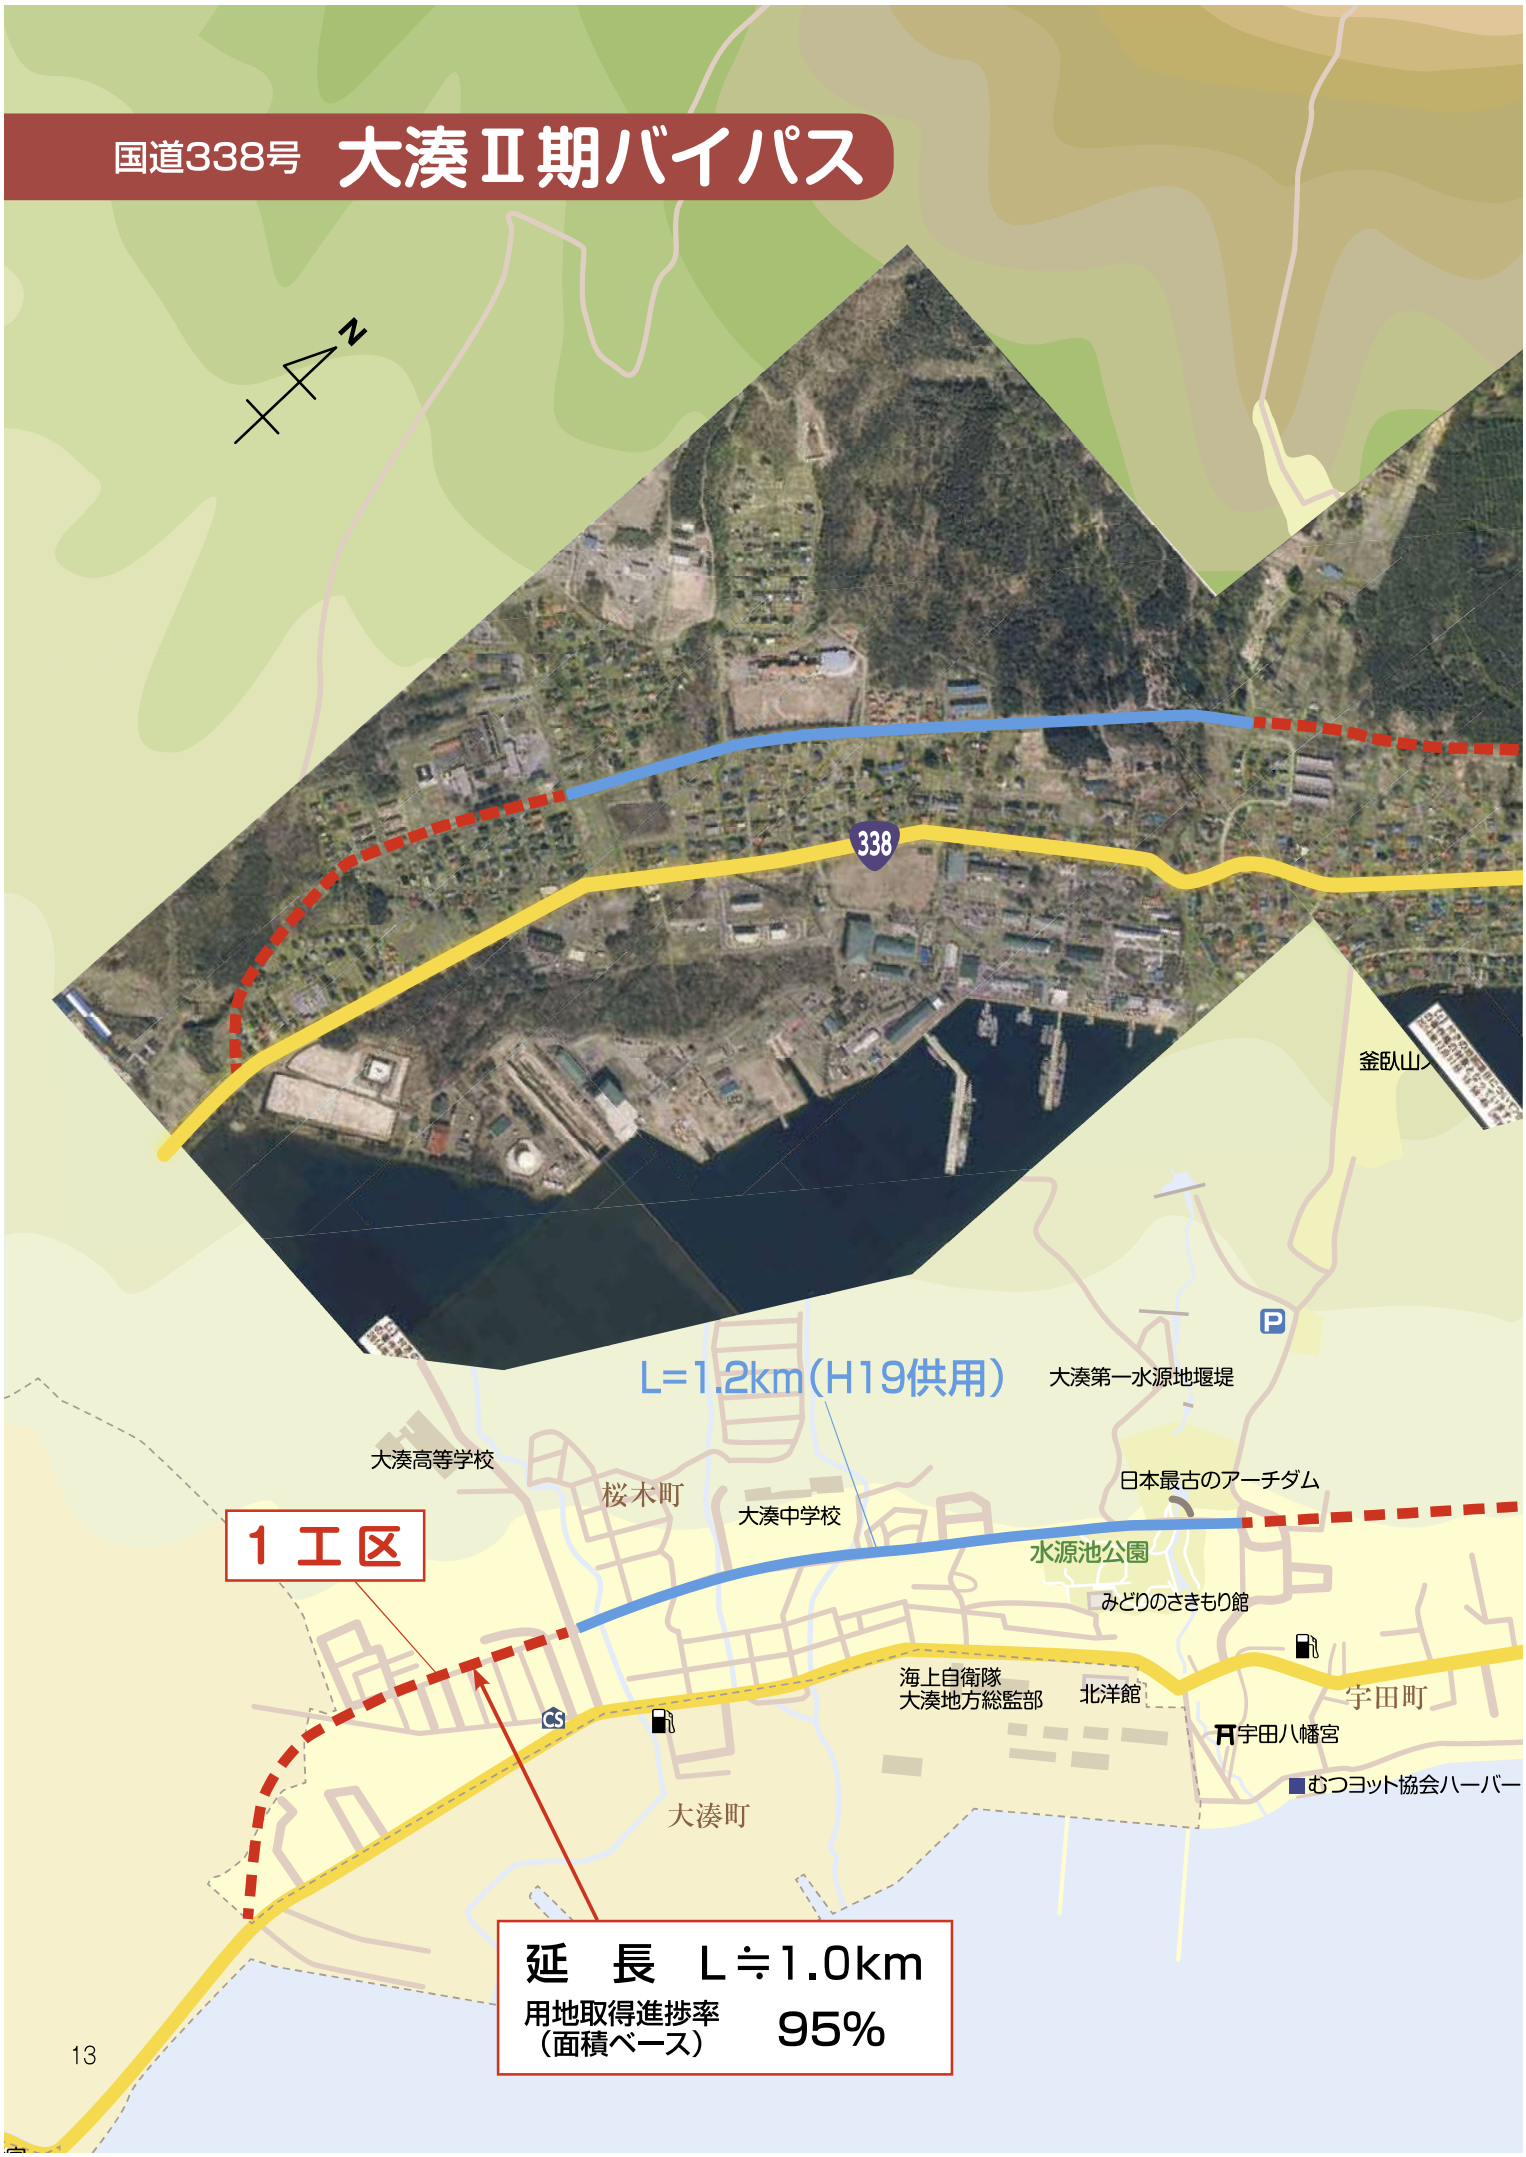 国道338号 大湊Ⅱ期バイパス
N
338
釜臥山
L=1.2km(H19供用)
P
大湊第一水源地堰堤
大湊高等学校
桜木町
大湊中学校
日本最古のアーチダム
1 工区
水源池公園
みどりのさきもり館
海上自衛隊
大湊地方総監部
北洋館
宇田町
CS
宇田八幡宮
むつヨット協会ハーバー
大湊町
延 長 L≒1.0km
用地取得進捗率
(面積ベース) 95%
13